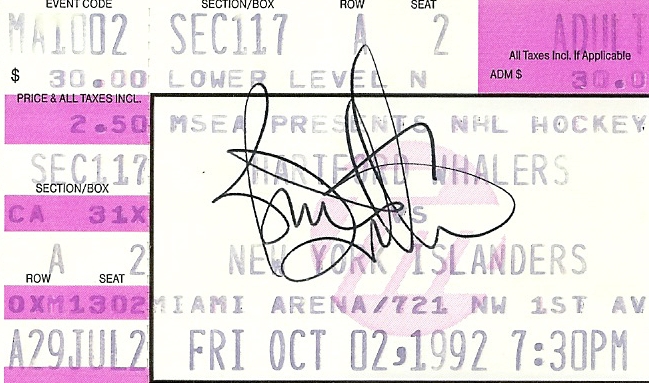 EVENT CODE SECTION/BOX ROW SEAT
MA1002 SEC117 A 2 ADULT
All Taxes Incl. If Applicable
$ 30.00 LOWER LEVEL N ADM $ 30.0
PRICE & ALL TAXES INCL.
2.50 MSEA PRESENTS NHL HOCKEY
SEC117 HARTFORD WHALERS
SECTION/BOX
CA 31X VS
A 2 NEW YORK ISLANDERS
ROW SEAT
OXM1302 MIAMI ARENA/721 NW 1ST AV
A29JUL2 FRI OCT 02,1992 7:30PM